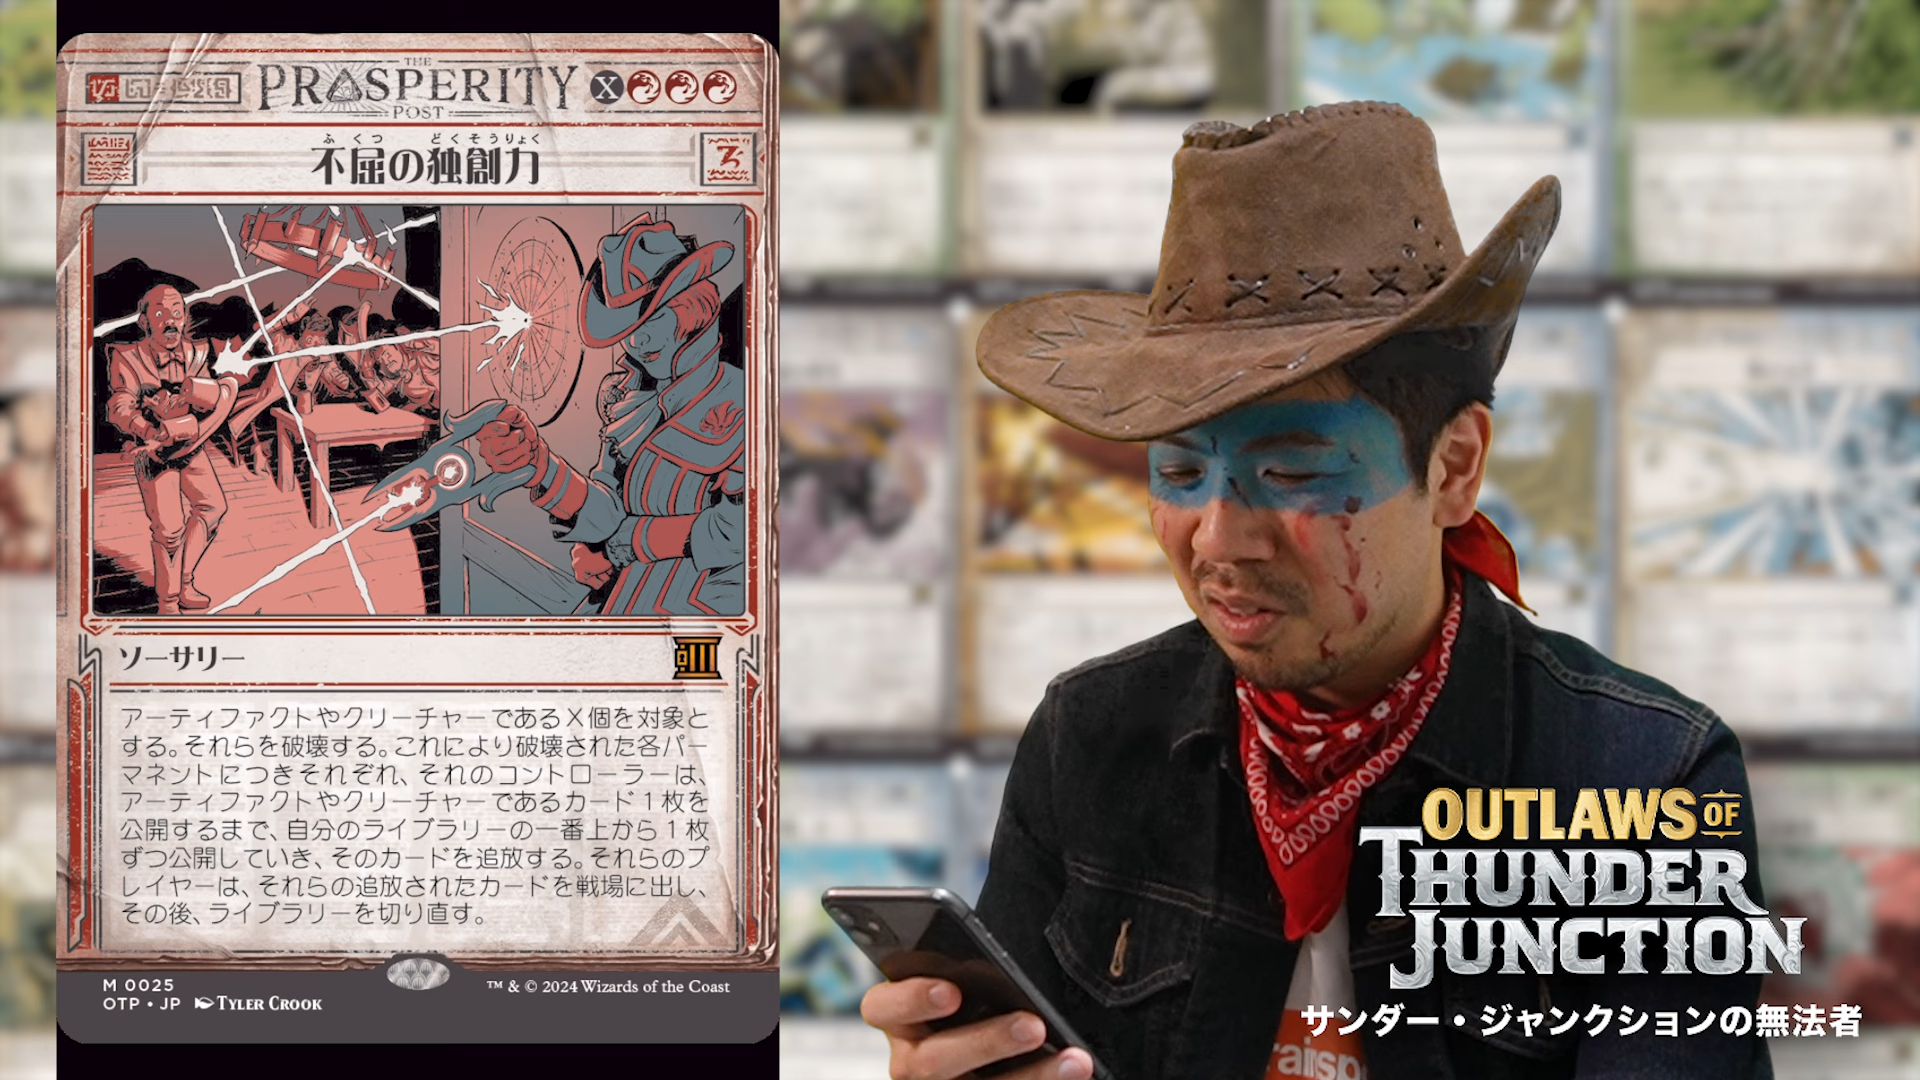 THE
PROSPERITY
POST
X
ふくつ どくそうりょく
不屈の独創力
ソーサリー
アーティファクトやクリーチャーであるX個を対象と
する。それらを破壊する。これにより破壊された各パー
マネントにつきそれぞれ、それのコントローラーは、
アーティファクトやクリーチャーであるカード1枚を
公開するまで、自分のライブラリーの一番上から1枚
ずつ公開していき、そのカードを追放する。それらのプ
レイヤーは、それらの追放されたカードを戦場に出し、
その後、ライブラリーを切り直す。
M 0025
OTP • JP TYLER CROOK
™ & © 2024 Wizards of the Coast
OUTLAWS OF
THUNDER
JUNCTION
サンダー・ジャンクションの無法者